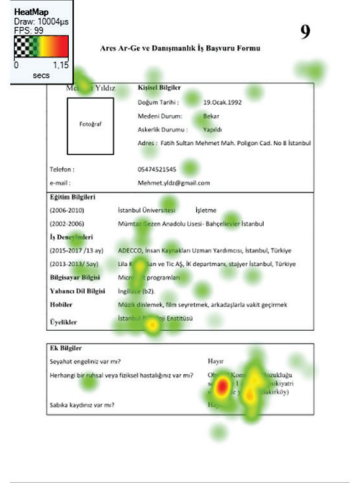 HeatMap
Draw: 10004µs
FPS: 99
0 1,15
secs
9
Ares Ar-Ge ve Danışmanlık İş Başvuru Formu
Yıldız
Kişisel Bilgiler
Fotoğraf
Doğum Tarihi : 19.Ocak.1992
Medeni Durum: Bekar
Askerlik Durumu : Yapıldı
Adres : Fatih Sultan Mehmet Mah. Poligon Cad. No 8 İstanbul
Telefon : 05474521545
e-mail : Mehmet.yldz@gmail.com
Eğitim Bilgileri
(2006-2010) İstanbul Üniversitesi İşletme
(2002-2006) Anadolu Lisesi- Bahçelievler İstanbul
İş Deneyimleri
(2015-2017 /13 ay) ADECCO, İnsan Kaynakları Uzman Yardımcısı, İstanbul, Türkiye
(2013-2013/ 5ay) Lila ve Tic AŞ, İK departmanı, stajyer İstanbul, Türkiye
Bilgisayar Bilgisi programları
Yabancı Dil Bilgisi İngilizce (b2)
Hobiler Müzik dinlemek, film seyretmek, arkadaşlarla vakit geçirmek
Üyelikler İstanbul Enstitüsü
Ek Bilgiler
Seyahat engeliniz var mı? Hayır
Herhangi bir ruhsal veya fiziksel hastalığınız var mı?
Sabıka kaydınız var mı?